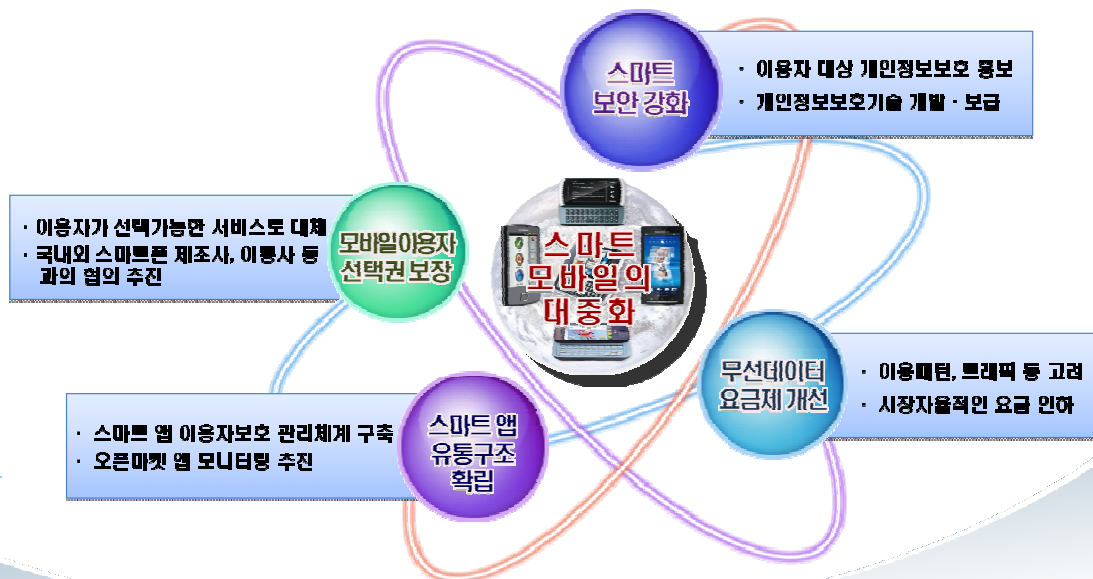 스마트
보안 강화
· 이용자 대상 개인정보보호 홍보
· 개인정보보호기술 개발 · 보급
모바일이용자
선택권 보장
· 이용자가 선택가능한 서비스로 대체
· 국내외 스마트폰 제조사, 이통사 등
과의 협의 추진
스마트
모바일의
대중화
무선데이터
요금제 개선
· 이용패턴, 트래픽 등 고려
· 시장자율적인 요금 인하
스마트 앱
유통구조
확립
· 스마트 앱 이용자보호 관리체계 구축
· 오픈마켓 앱 모니터링 추진